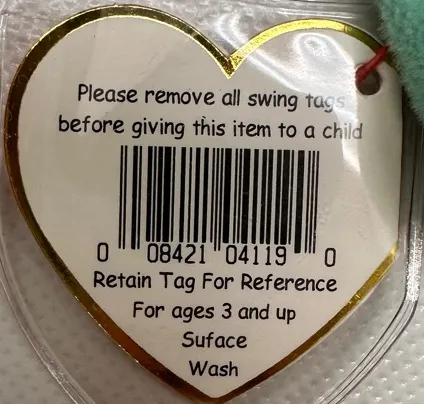 Please remove all swing tags
before giving this item to a child
0 08421 04119 0
Retain Tag For Reference
For ages 3 and up
Suface
Wash